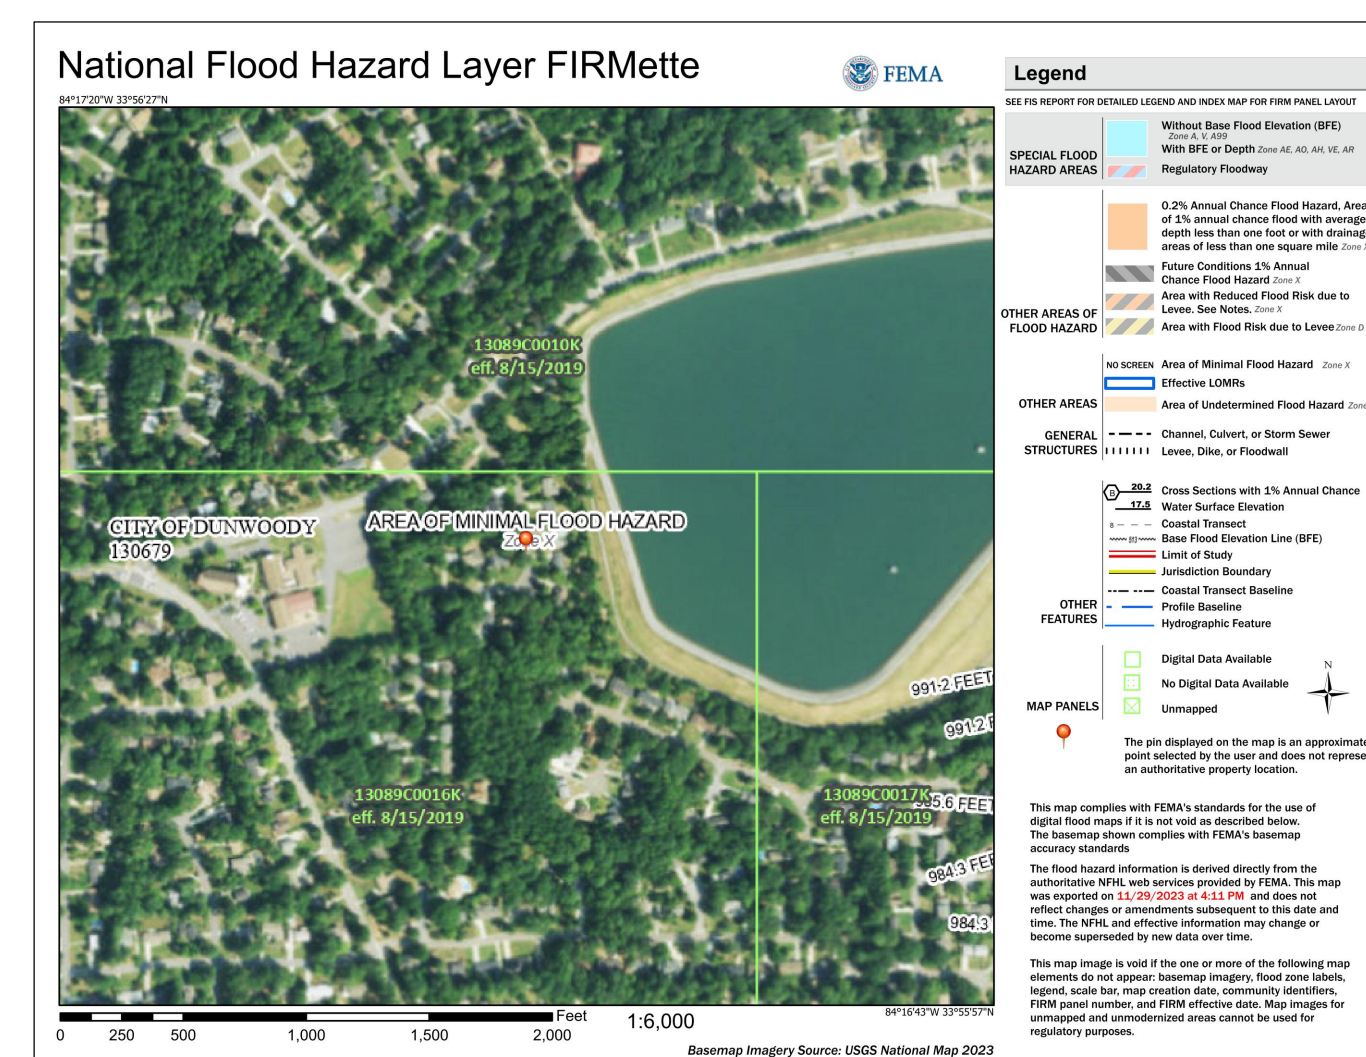 National Flood Hazard Layer FIRMette
FEMA
84°17'20"W 33°56'27"N
13089C0010K
eff. 8/15/2019
CITY OF DUNWOODY
130679
AREA OF MINIMAL FLOOD HAZARD
Zone X
991.2 FEET
991.2 F
13089C0016K
eff. 8/15/2019
13089C0017K
eff. 8/15/2019
985.6 FEET
984.3 FEE
984.3
Feet
0 250 500 1,000 1,500 2,000
1:6,000
84°16'43"W 33°55'57"N
Basemap Imagery Source: USGS National Map 2023
Legend
SEE FIS REPORT FOR DETAILED LEGEND AND INDEX MAP FOR FIRM PANEL LAYOUT
SPECIAL FLOOD
HAZARD AREAS
Without Base Flood Elevation (BFE)
Zone A, V, A99
With BFE or Depth Zone AE, AO, AH, VE, AR
Regulatory Floodway
OTHER AREAS OF
FLOOD HAZARD
0.2% Annual Chance Flood Hazard, Area
of 1% annual chance flood with average
depth less than one foot or with drainag
areas of less than one square mile Zone X
Future Conditions 1% Annual
Chance Flood Hazard Zone X
Area with Reduced Flood Risk due to
Levee. See Notes. Zone X
Area with Flood Risk due to Levee Zone D
OTHER AREAS
NO SCREEN Area of Minimal Flood Hazard Zone X
Effective LOMRs
Area of Undetermined Flood Hazard Zone
GENERAL
STRUCTURES
Channel, Culvert, or Storm Sewer
Levee, Dike, or Floodwall
OTHER
FEATURES
B 20.2 Cross Sections with 1% Annual Chance
17.5 Water Surface Elevation
8 Coastal Transect
513 Base Flood Elevation Line (BFE)
Limit of Study
Jurisdiction Boundary
Coastal Transect Baseline
Profile Baseline
Hydrographic Feature
MAP PANELS
Digital Data Available
No Digital Data Available
Unmapped
N
The pin displayed on the map is an approximate
point selected by the user and does not represe
an authoritative property location.
This map complies with FEMA's standards for the use of
digital flood maps if it is not void as described below.
The basemap shown complies with FEMA's basemap
accuracy standards
The flood hazard information is derived directly from the
authoritative NFHL web services provided by FEMA. This map
was exported on 11/29/2023 at 4:11 PM and does not
reflect changes or amendments subsequent to this date and
time. The NFHL and effective information may change or
become superseded by new data over time.
This map image is void if the one or more of the following map
elements do not appear: basemap imagery, flood zone labels,
legend, scale bar, map creation date, community identifiers,
FIRM panel number, and FIRM effective date. Map images for
unmapped and unmodernized areas cannot be used for
regulatory purposes.